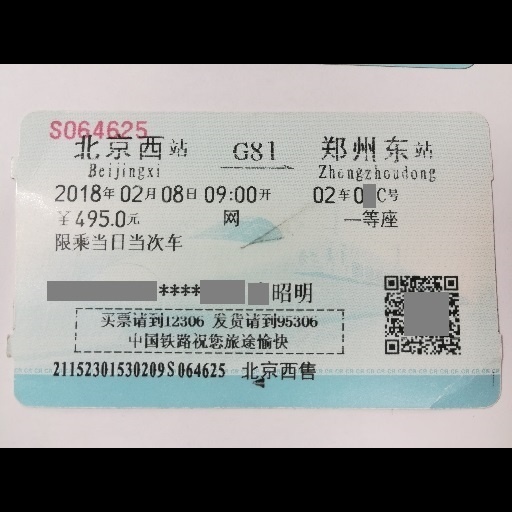 S064625
北京西站 G81 郑州东站
Beijingxi Zhengzhoudong
2018年02月08日09:00开 02车0 C号
￥495.0元 网 一等座
限乘当日当次车
**** 昭明
买票请到12306 发货请到95306
中国铁路祝您旅途愉快
21152301530209S064625 北京西售